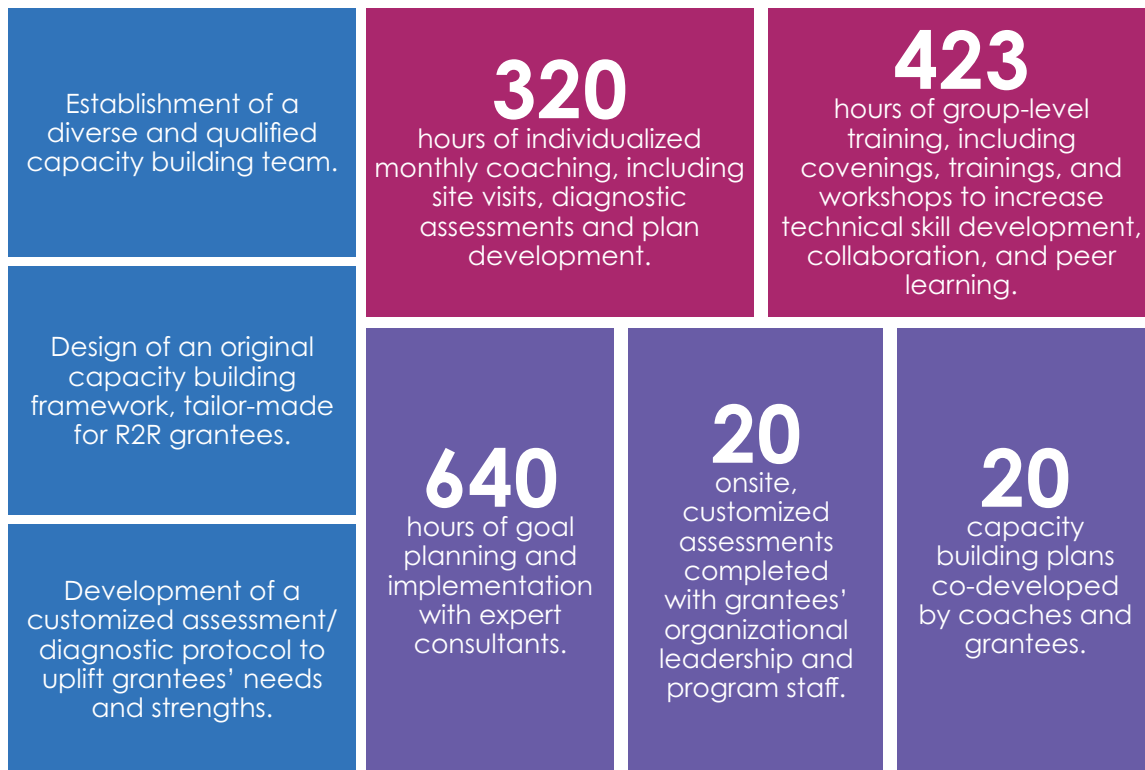 Establishment of a
diverse and qualified
capacity building team.
Design of an original
capacity building
framework, tailor-made
for R2R grantees.
Development of a
customized assessment/
diagnostic protocol to
uplift grantees’ needs
and strengths.
320
hours of individualized
monthly coaching, including
site visits, diagnostic
assessments and plan
development.
423
hours of group-level
training, including
covenings, trainings, and
workshops to increase
technical skill development,
collaboration, and peer
learning.
640
hours of goal
planning and
implementation
with expert
consultants.
20
onsite,
customized
assessments
completed
with grantees’
organizational
leadership and
program staff.
20
capacity
building plans
co-developed
by coaches and
grantees.